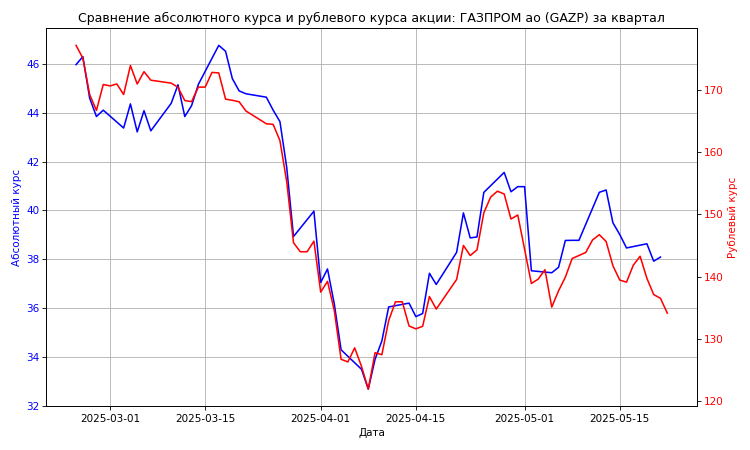 Сравнение абсолютного курса и рублевого курса акции: ГАЗПРОМ ао (GAZP) за квартал
46
44
42
40
38
36
34
32
Абсолютный курс
170
160
150
140
130
120
Рублевый курс
2025-03-01 2025-03-15 2025-04-01 2025-04-15 2025-05-01 2025-05-15
Дата